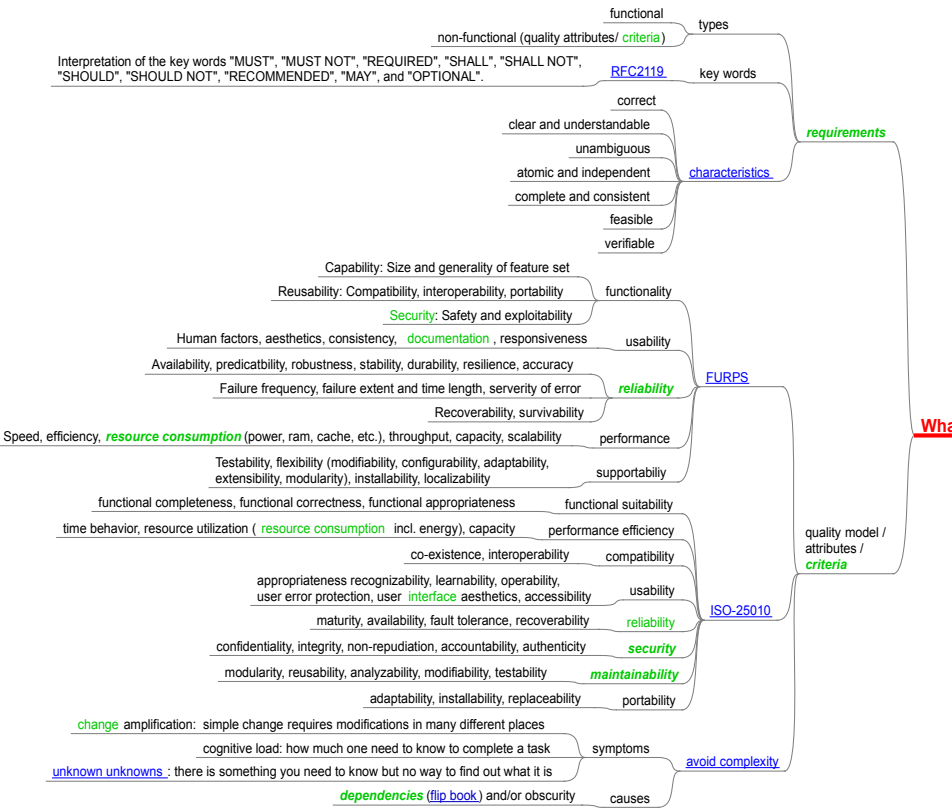 functional
types
non-functional (quality attributes/ criteria)
Interpretation of the key words "MUST", "MUST NOT", "REQUIRED", "SHALL", "SHALL NOT",
"SHOULD", "SHOULD NOT", "RECOMMENDED", "MAY", and "OPTIONAL".
RFC2119
key words
correct
requirements
clear and understandable
unambiguous
atomic and independent
characteristics
complete and consistent
feasible
verifiable
Capability: Size and generality of feature set
Reusability: Compatibility, interoperability, portability
functionality
Security: Safety and exploitability
Human factors, aesthetics, consistency, documentation , responsiveness
usability
Availability, predicatbility, robustness, stability, durability, resilience, accuracy
FURPS
Failure frequency, failure extent and time length, serverity of error
reliability
Recoverability, survivability
Wha
Speed, efficiency, resource consumption (power, ram, cache, etc.), throughput, capacity, scalability
performance
Testability, flexibility (modifiability, configurability, adaptability,
extensibility, modularity), installability, localizability
supportabiliy
functional completeness, functional correctness, functional appropriateness
functional suitability
time behavior, resource utilization ( resource consumption incl. energy), capacity
performance efficiency
quality model /
attributes /
criteria
co-existence, interoperability
compatibility
appropriateness recognizability, learnability, operability,
user error protection, user interface aesthetics, accessibility
usability
ISO-25010
maturity, availability, fault tolerance, recoverability
reliability
confidentiality, integrity, non-repudiation, accountability, authenticity
security
modularity, reusability, analyzability, modifiability, testability
maintainability
adaptability, installability, replaceability
portability
change amplification: simple change requires modifications in many different places
cognitive load: how much one need to know to complete a task
symptoms
unknown unknowns : there is something you need to know but no way to find out what it is
avoid complexity
dependencies (flip book ) and/or obscurity
causes